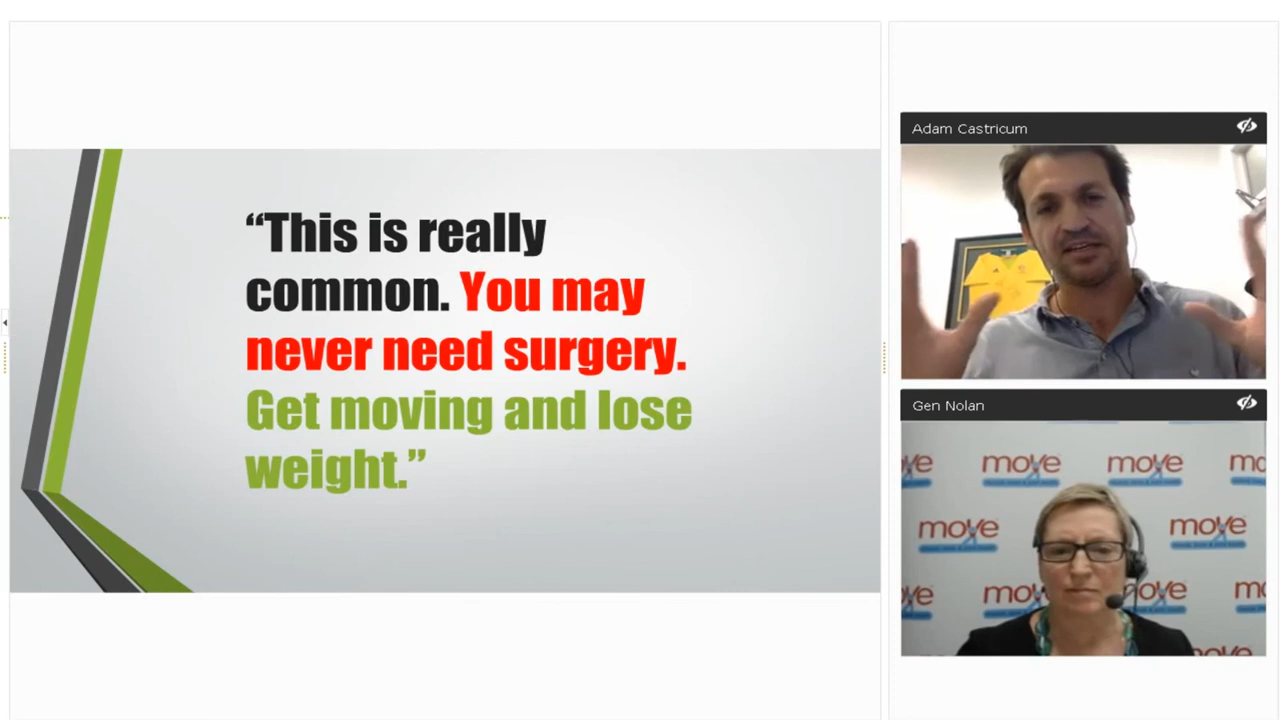 “This is really
common. You may
never need surgery.
Get moving and lose
weight.”
Adam Castricum
Gen Nolan
move
move
move
move
move
move
move